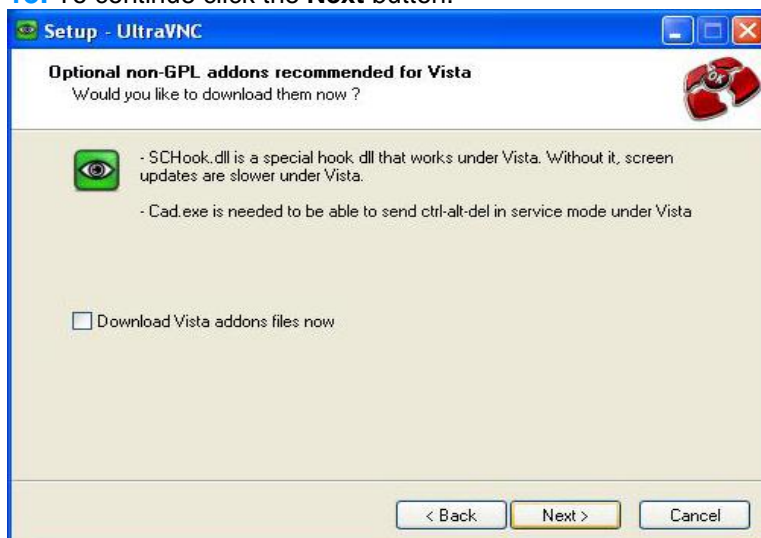 To continue click the Next button.
Setup - UltraVNC
Optional non-GPL addons recommended for Vista
Would you like to download them now ?
OK
- SCHook.dll is a special hook dll that works under Vista. Without it, screen
updates are slower under Vista.
- Cad.exe is needed to be able to send ctrl-alt-del in service mode under Vista
Download Vista addons files now
< Back
Next >
Cancel